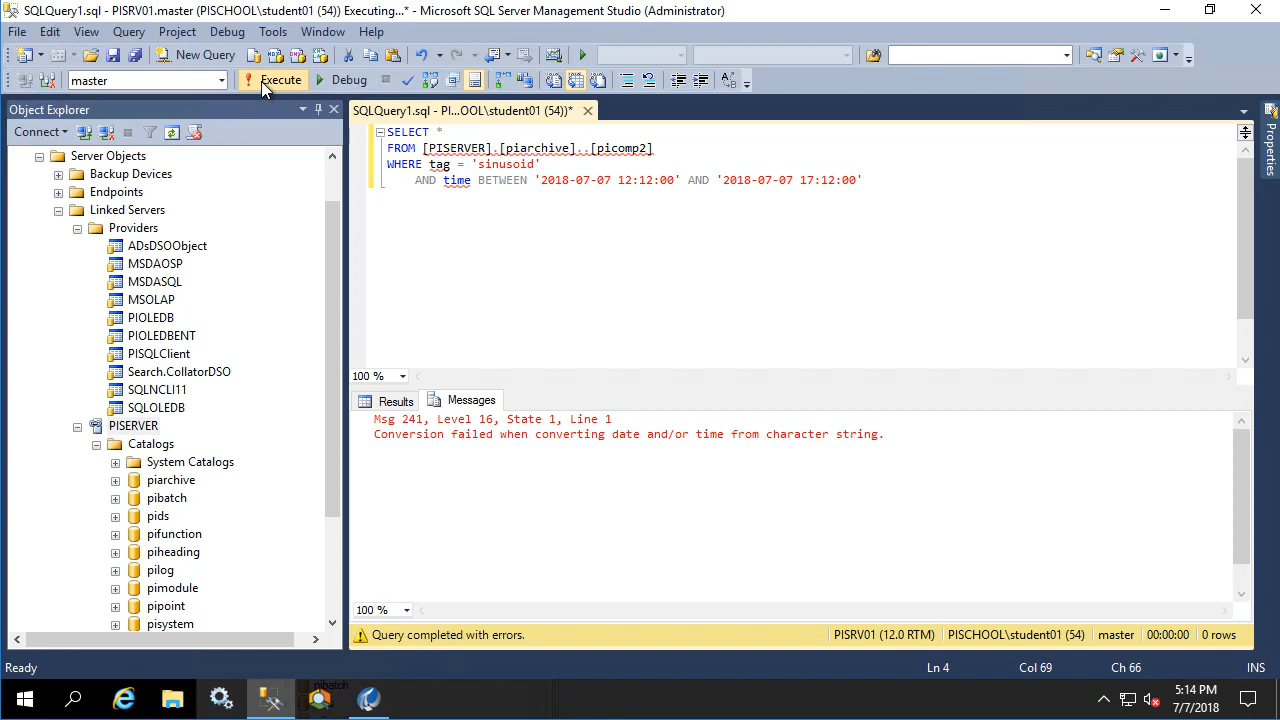 SQLQuery1.sql - PISRV01.master (PISCHOOL\student01 (54)) Executing...* - Microsoft SQL Server Management Studio (Administrator)
File Edit View Query Project Debug Tools Window Help
New Query
master Execute Debug
Object Explorer
SQLQuery1.sql - PI...OOL\student01 (54))*
Connect
Server Objects
Backup Devices
Endpoints
Linked Servers
Providers
ADsDSOObject
MSDAOSP
MSDASQL
MSOLAP
PIOLEDB
PIOLEDBENT
PISQLClient
Search.CollatorDSO
SQLNCLI11
SQLOLEDB
PISERVER
Catalogs
System Catalogs
piarchive
pibatch
pids
pifunction
piheading
pilog
pimodule
pipoint
pisystem
SELECT *
FROM [PISERVER].[piarchive]..[picomp2]
WHERE tag = 'sinusoid'
AND time BETWEEN '2018-07-07 12:12:00' AND '2018-07-07 17:12:00'
100 %
Results Messages
Msg 241, Level 16, State 1, Line 1
Conversion failed when converting date and/or time from character string.
100 %
Query completed with errors. PISRV01 (12.0 RTM) PISCHOOL\student01 (54) master 00:00:00 0 rows
Properties
Ready Ln 4 Col 69 Ch 66 INS
pibatch
5:14 PM
7/7/2018